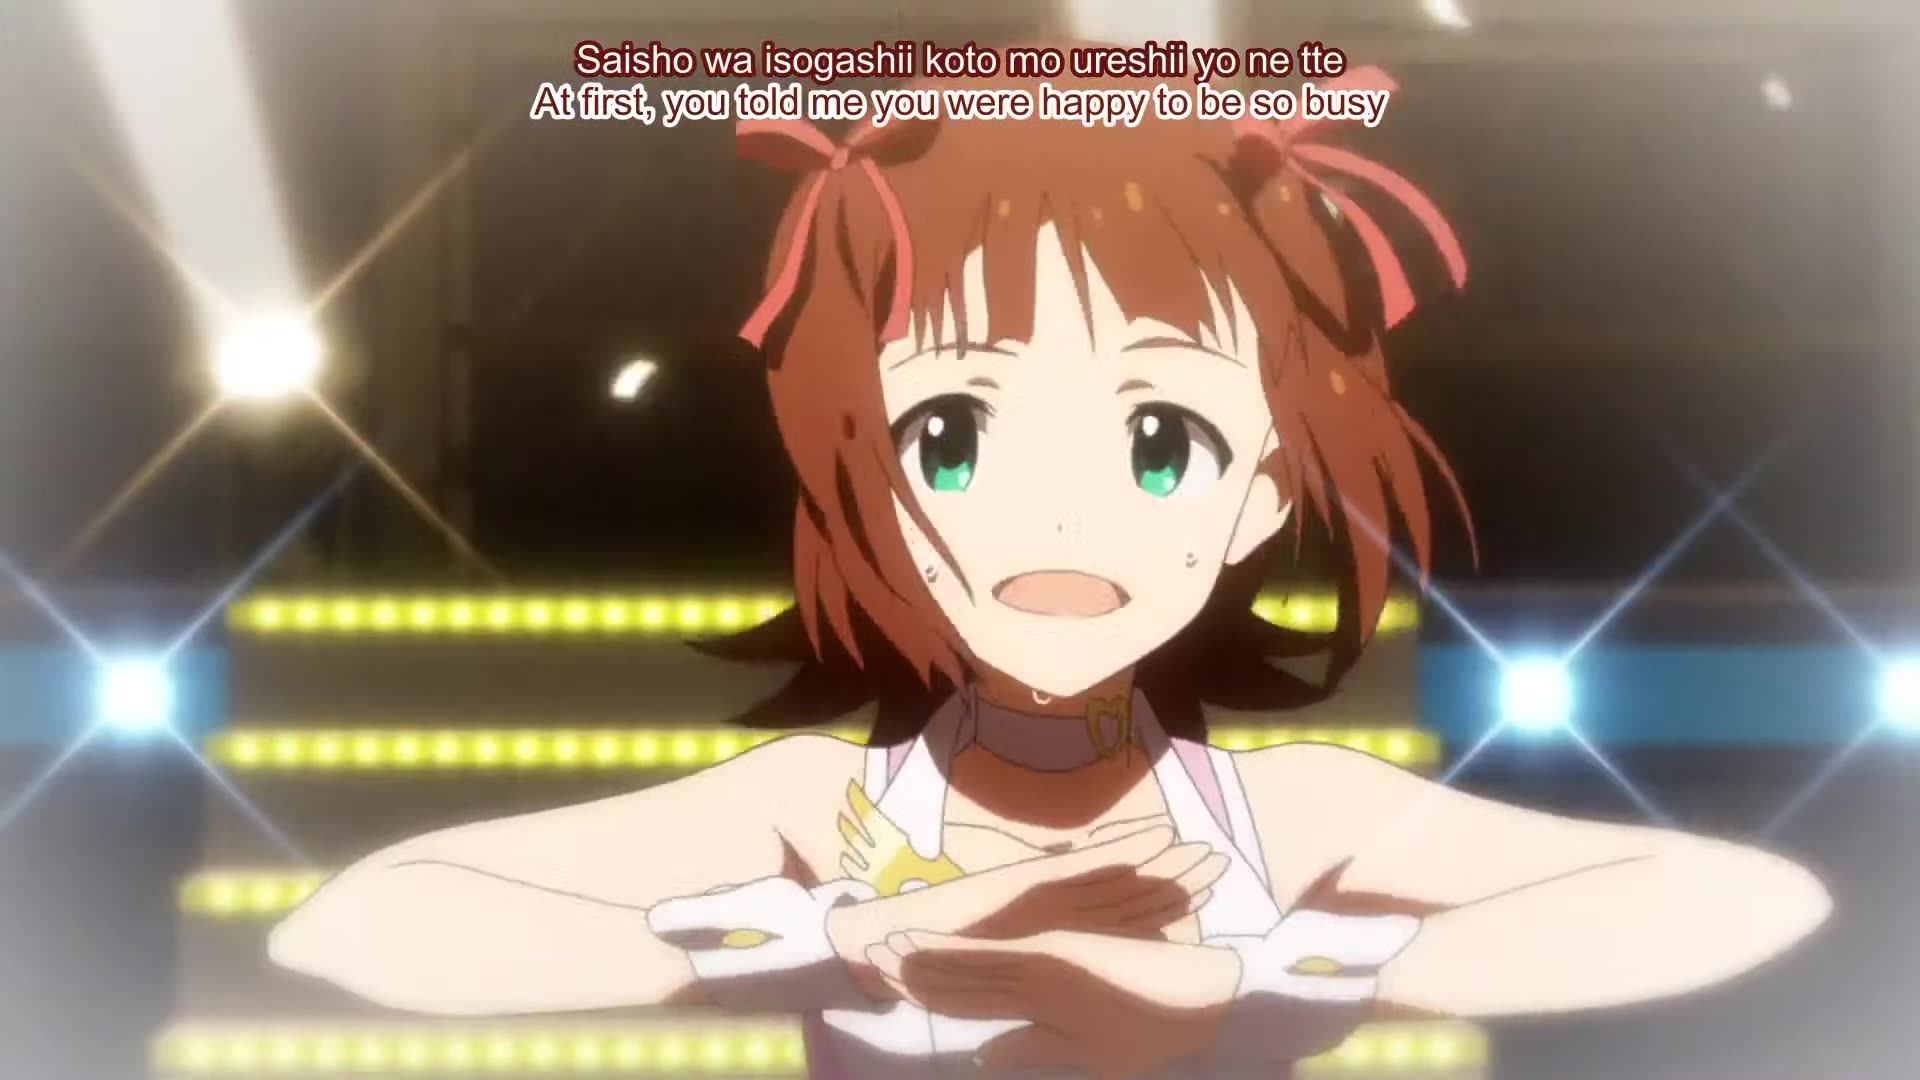 Saisho wa isogashii koto mo ureshii yo ne tte
At first, you told me you were happy to be so busy